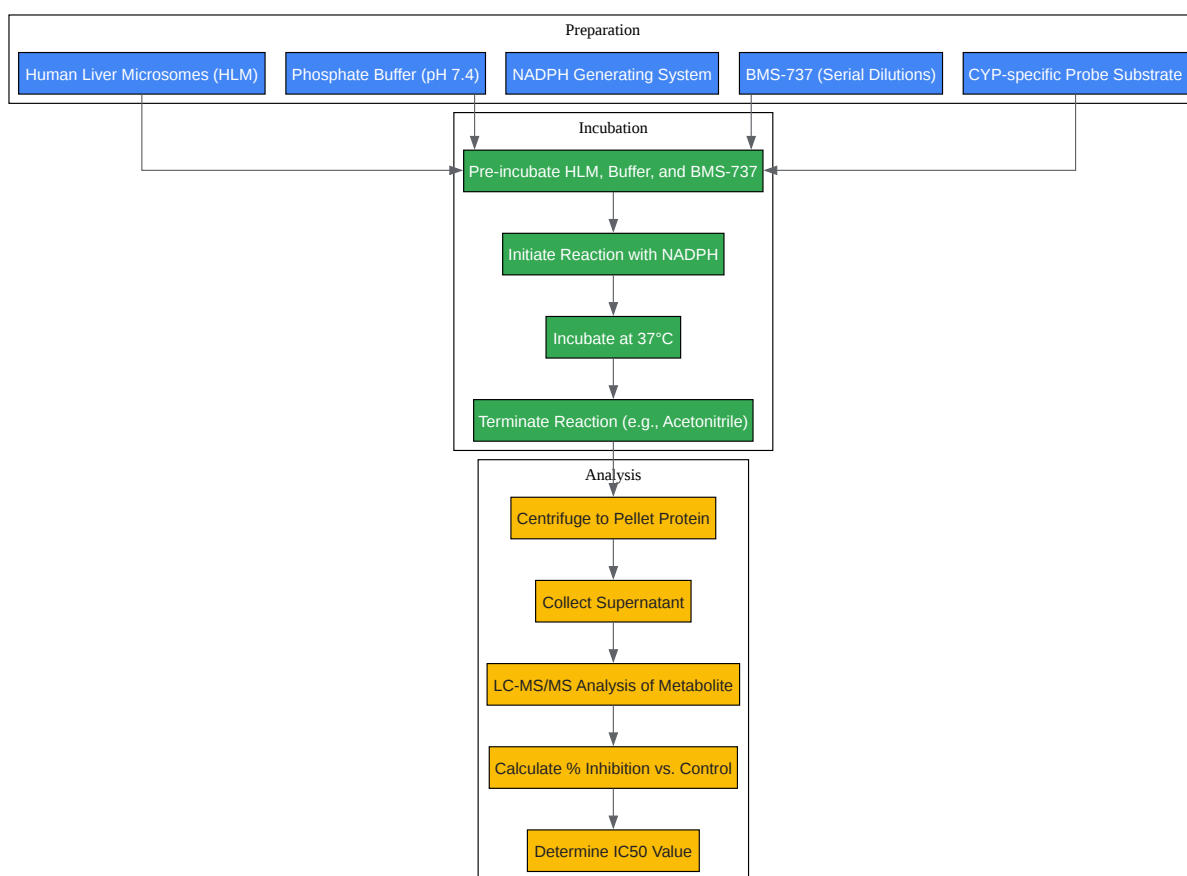 Preparation
Human Liver Microsomes (HLM)
Phosphate Buffer (pH 7.4)
NADPH Generating System
BMS-737 (Serial Dilutions)
CYP-specific Probe Substrate
Incubation
Pre-incubate HLM, Buffer, and BMS-737
Initiate Reaction with NADPH
Incubate at 37°C
Terminate Reaction (e.g., Acetonitrile)
Analysis
Centrifuge to Pellet Protein
Collect Supernatant
LC-MS/MS Analysis of Metabolite
Calculate % Inhibition vs. Control
Determine IC50 Value